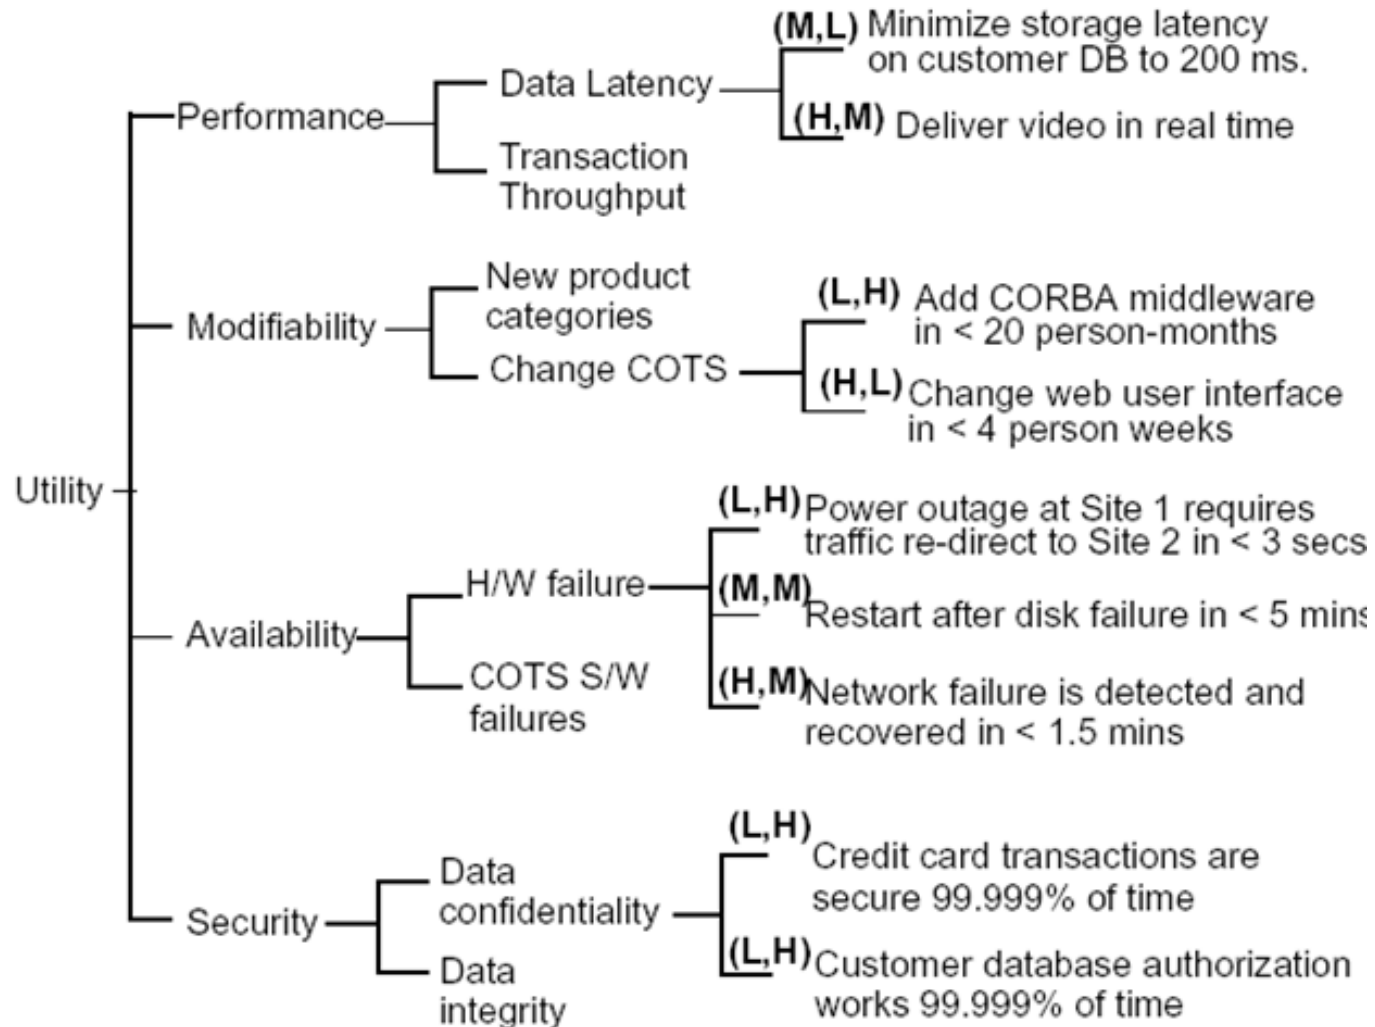 (M,L) Minimize storage latency
on customer DB to 200 ms.
Data Latency
(H,M) Deliver video in real time
Performance
Transaction
Throughput
New product
categories
(L,H) Add CORBA middleware
in < 20 person-months
Modifiability
Change COTS
(H,L) Change web user interface
in < 4 person weeks
Utility
(L,H) Power outage at Site 1 requires
traffic re-direct to Site 2 in < 3 secs
H/W failure
(M,M) Restart after disk failure in < 5 mins
Availability
COTS S/W
failures
(H,M) Network failure is detected and
recovered in < 1.5 mins
(L,H) Credit card transactions are
secure 99.999% of time
Data
confidentiality
Security
(L,H) Customer database authorization
works 99.999% of time
Data
integrity